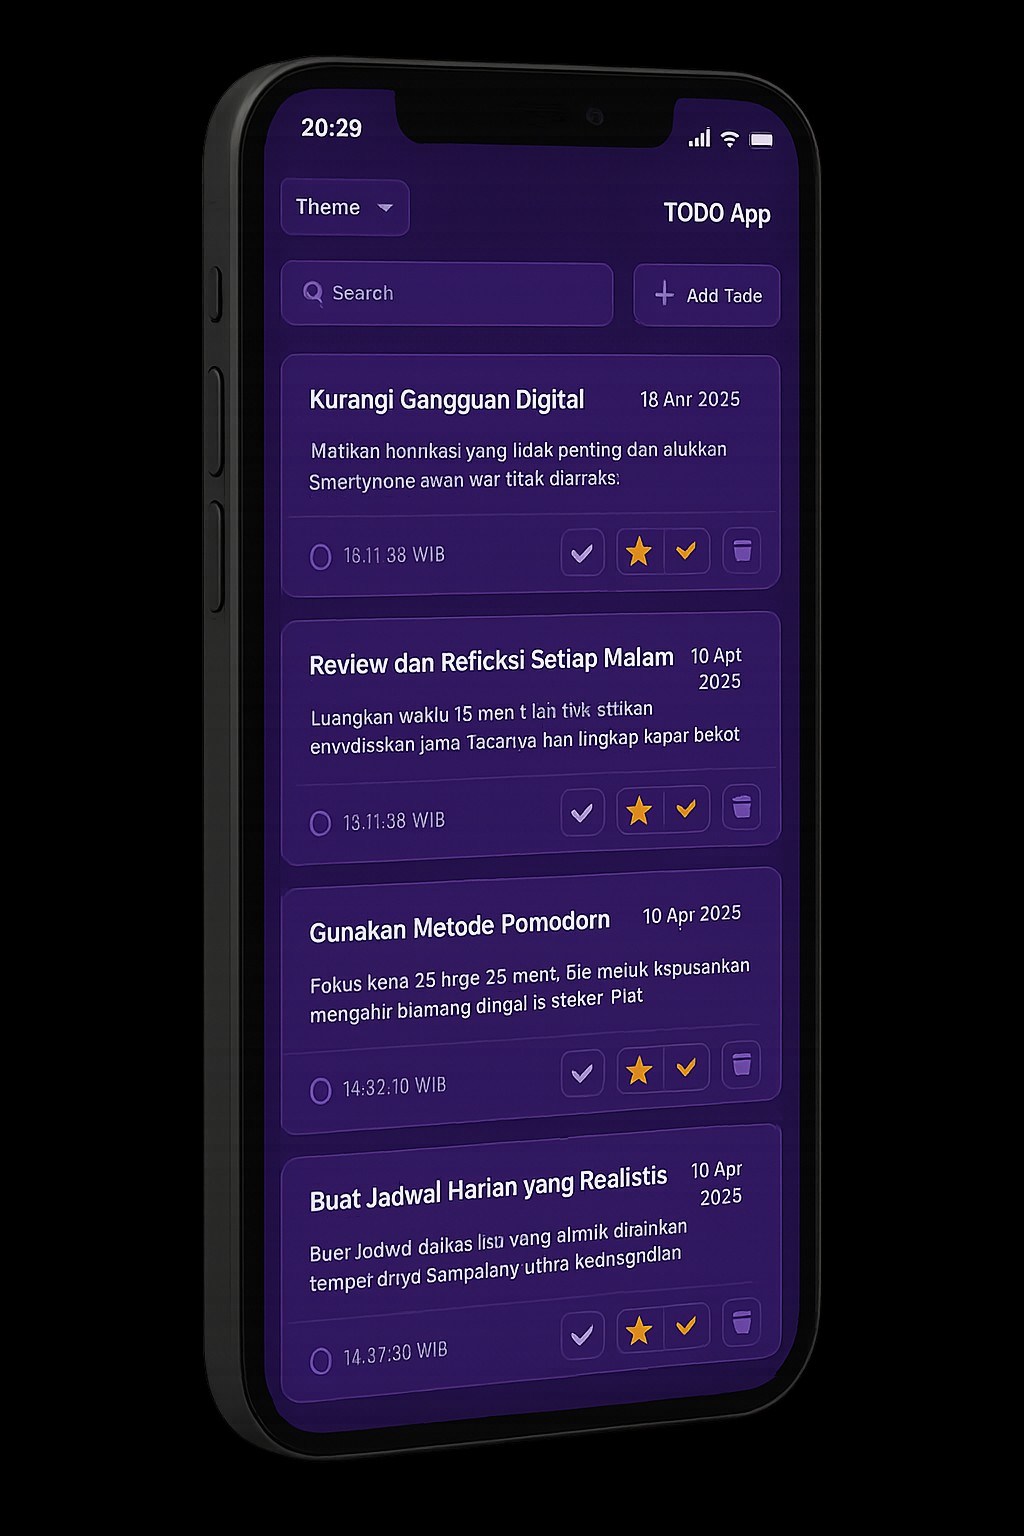 20:29
Theme
TODO App
Search
Add Tade
Kurangi Gangguan Digital
18 Anr 2025
Matikan honnkasi yang lidak penting dan alukkan
Smertynone awan war titak diarraks:
16.11 38 WIB
Review dan Reficksi Setiap Malam
10 Apt
2025
Luangkan waklu 15 men t lan tivk sttikan
envvdisskan jama Tacarıya han lingkap kapar bekot
13.11:38 WIB
Gunakan Metode Pomodorn
10 Apr 2025
Fokus kena 25 hrge 25 ment, 5ie meiuk kspusankan
mengahir biamang dingal is steker Plat
14:32:10 WIB
Buat Jadwal Harian yang Realistis
10 Apr
2025
Buer Jodwd daikas lisu vang almik dirainkan
tempet drryd Sampalany uthra kednsgndlan
14.37:30 WIB